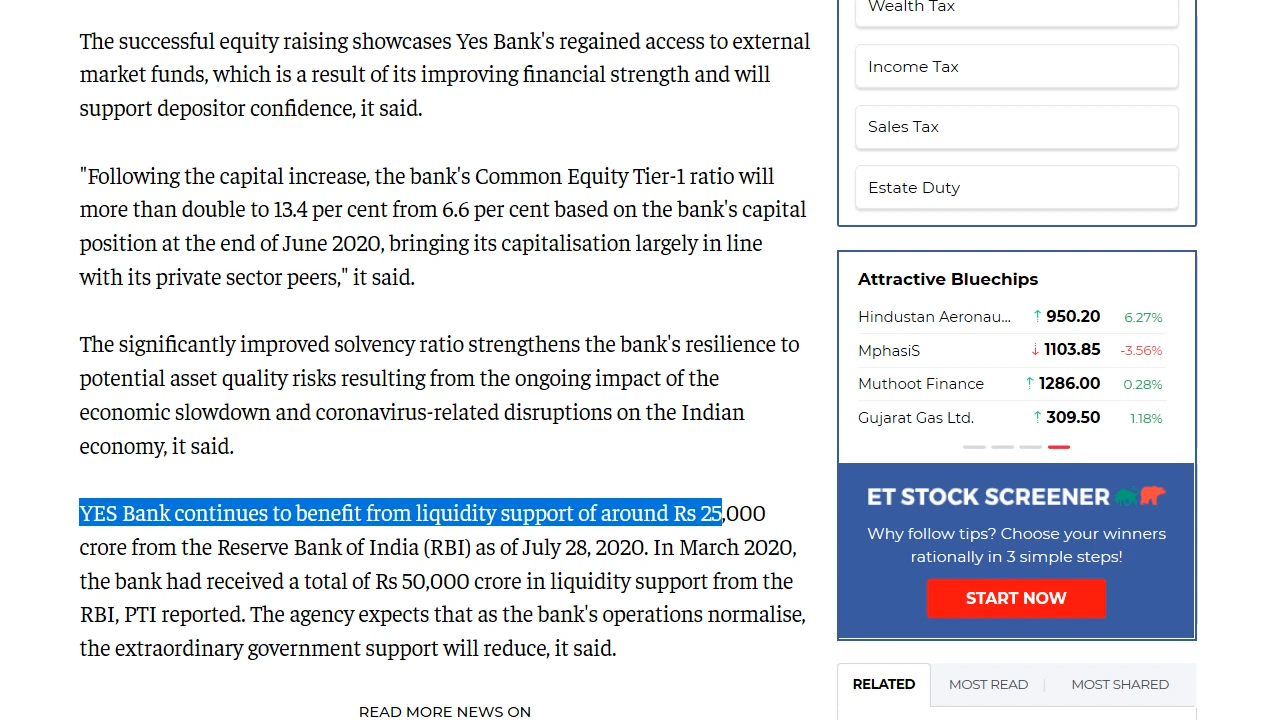 The successful equity raising showcases Yes Bank's regained access to external
market funds, which is a result of its improving financial strength and will
support depositor confidence, it said.
"Following the capital increase, the bank's Common Equity Tier-1 ratio will
more than double to 13.4 per cent from 6.6 per cent based on the bank's capital
position at the end of June 2020, bringing its capitalisation largely in line
with its private sector peers," it said.
The significantly improved solvency ratio strengthens the bank's resilience to
potential asset quality risks resulting from the ongoing impact of the
economic slowdown and coronavirus-related disruptions on the Indian
economy, it said.
YES Bank continues to benefit from liquidity support of around Rs 25,000
crore from the Reserve Bank of India (RBI) as of July 28, 2020. In March 2020,
the bank had received a total of Rs 50,000 crore in liquidity support from the
RBI, PTI reported. The agency expects that as the bank's operations normalise,
the extraordinary government support will reduce, it said.
READ MORE NEWS ON
Wealth Tax
Income Tax
Sales Tax
Estate Duty
Attractive Bluechips
Hindustan Aeronau... ↑ 950.20 6.27%
MphasiS ↓ 1103.85 -3.56%
Muthoot Finance ↑ 1286.00 0.28%
Gujarat Gas Ltd. ↑ 309.50 1.18%
ET STOCK SCREENER
Why follow tips? Choose your winners
rationally in 3 simple steps!
START NOW
RELATED MOST READ MOST SHARED